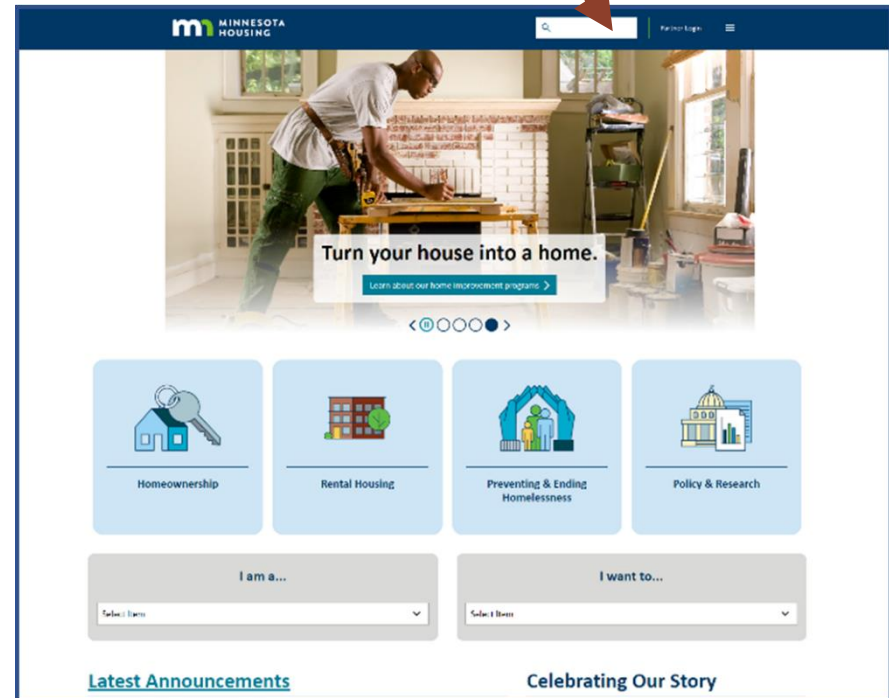 MINNESOTA
HOUSING
Partner Login
Turn your house into a home.
Learn about our home improvement programs
Homeownership
Rental Housing
Preventing & Ending
Homelessness
Policy & Research
I am a...
I want to...
Select Item
Select Item
Latest Announcements
Celebrating Our Story